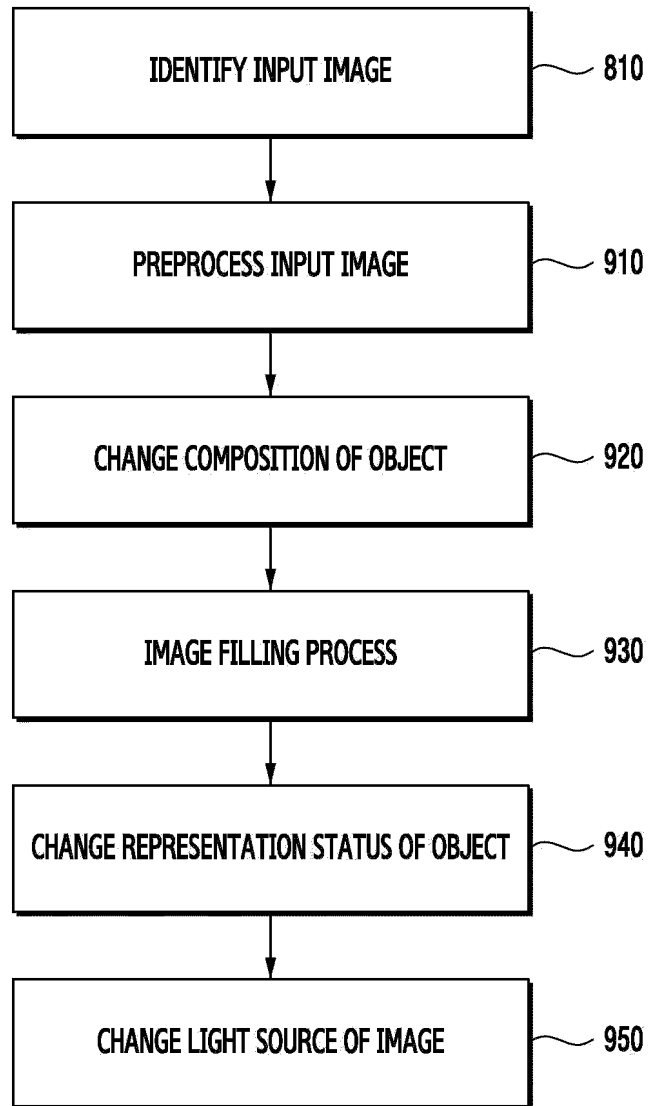 IDENTIFY INPUT IMAGE 810
PREPROCESS INPUT IMAGE 910
CHANGE COMPOSITION OF OBJECT 920
IMAGE FILLING PROCESS 930
CHANGE REPRESENTATION STATUS OF OBJECT 940
CHANGE LIGHT SOURCE OF IMAGE 950